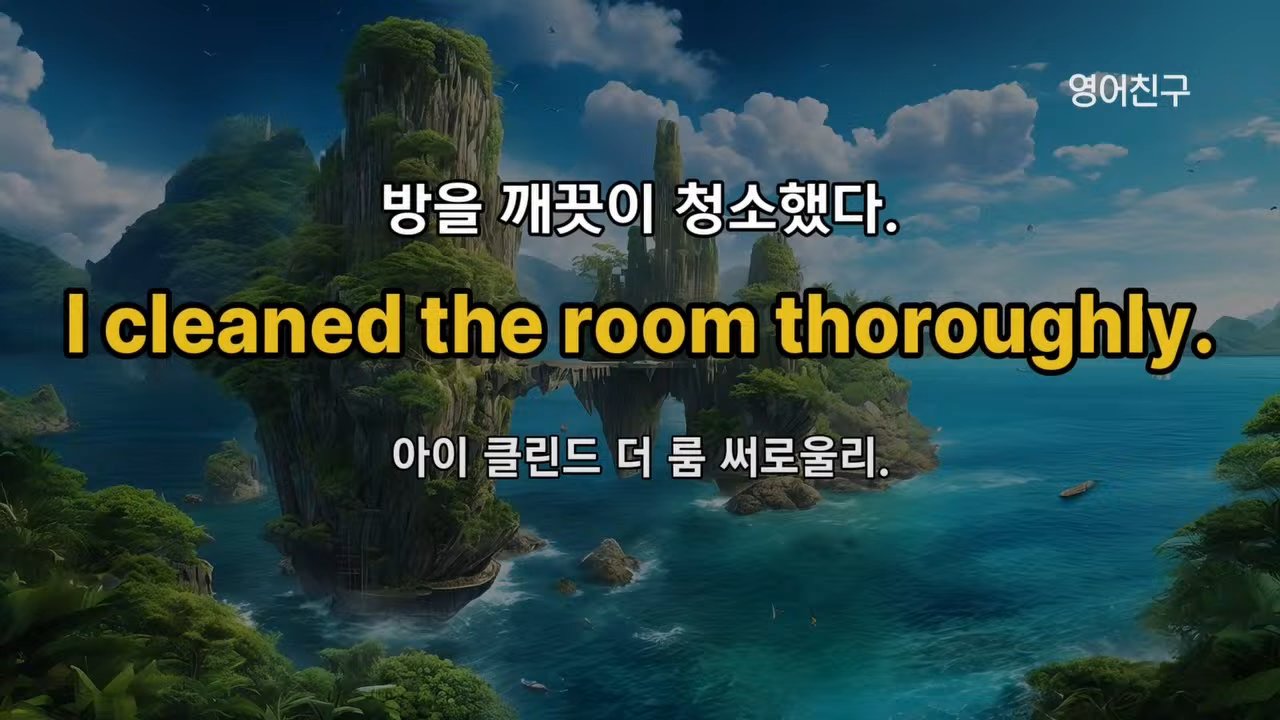 영어친구
방을 깨끗이 청소했다.
I cleaned the room thoroughly.
아이 클린드 더 룸 써로울리.